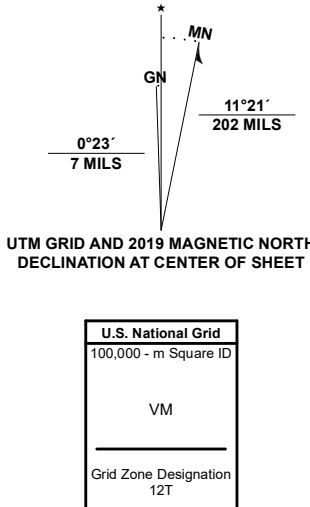 MN
GN
11°21´
202 MILS
0°23´
7 MILS
UTM GRID AND 2019 MAGNETIC NORTH
DECLINATION AT CENTER OF SHEET
U.S. National Grid
100,000 - m Square ID
VM
Grid Zone Designation
12T